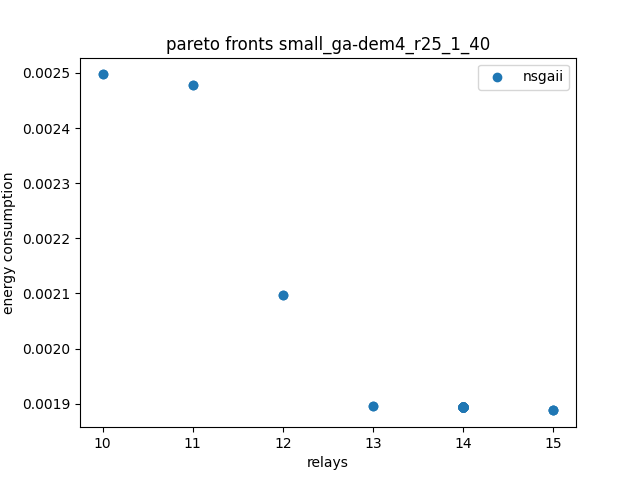 pareto fronts small_ga-dem4_r25_1_40
nsgaii
0.0025
0.0024
0.0023
0.0022
0.0021
0.0020
0.0019
energy consumption
10 11 12 13 14 15
relays